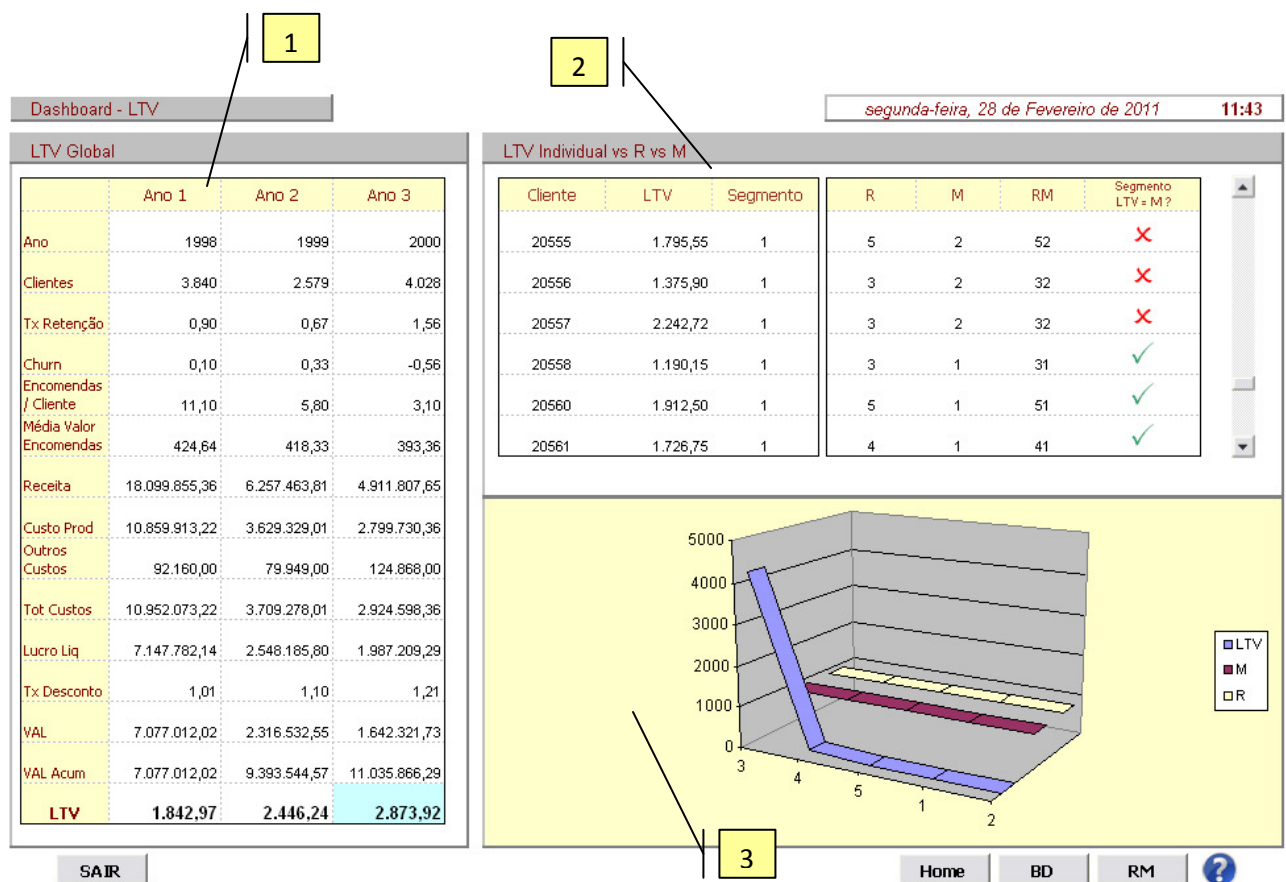 1
2
Dashboard - LTV
segunda-feira, 28 de Fevereiro de 2011 11:43
LTV Global
Ano 1 Ano 2 Ano 3
Ano 1998 1999 2000
Clientes 3.840 2.579 4.028
Tx Retenção 0,90 0,67 1,56
Churn 0,10 0,33 -0,56
Encomendas
/ Cliente 11,10 5,80 3,10
Média Valor
Encomendas 424,64 418,33 393,36
Receita 18.099.855,36 6.257.463,81 4.911.807,65
Custo Prod 10.859.913,22 3.629.329,01 2.799.730,36
Outros
Custos 92.160,00 79.949,00 124.868,00
Tot Custos 10.952.073,22 3.709.278,01 2.924.598,36
Lucro Liq 7.147.782,14 2.548.185,80 1.987.209,29
Tx Desconto 1,01 1,10 1,21
VAL 7.077.012,02 2.316.532,55 1.642.321,73
VAL Acum 7.077.012,02 9.393.544,57 11.035.866,29
LTV 1.842,97 2.446,24 2.873,92
LTV Individual vs R vs M
Cliente LTV Segmento R M RM Segmento
LTV = M ?
20555 1.795,55 1 5 2 52
20556 1.375,90 1 3 2 32
20557 2.242,72 1 3 2 32
20558 1.190,15 1 3 1 31
20560 1.912,50 1 5 1 51
20561 1.726,75 1 4 1 41
5000
4000
3000
2000
1000
0
3
4
5
1
2
LTV
M
R
3
SAIR
Home BD RM ?